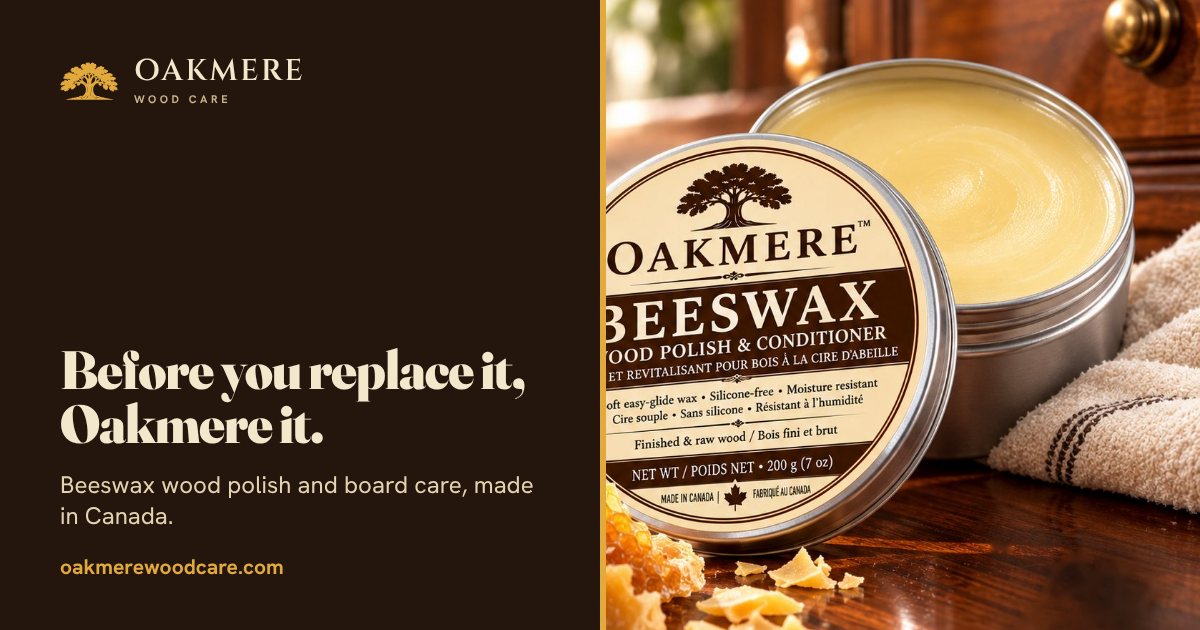 OAKMERE
WOOD CARE
Before you replace it,
Oakmere it.
Beeswax wood polish and board care, made
in Canada.
oakmerewoodcare.com
OAKMERE™
BEESWAX
WOOD POLISH & CONDITIONER
ET REVITALISANT POUR BOIS À LA CIRE D'ABEILLE
easy-glide wax • Silicone-free • Moisture resistant
Cire souple • Sans silicone • Résistant à l'humidité
Finished & raw wood / Bois fini et brut
NET WT / POIDS NET • 200 g (7 oz)
MADE IN CANADA | FABRIQUÉ AU CANADA